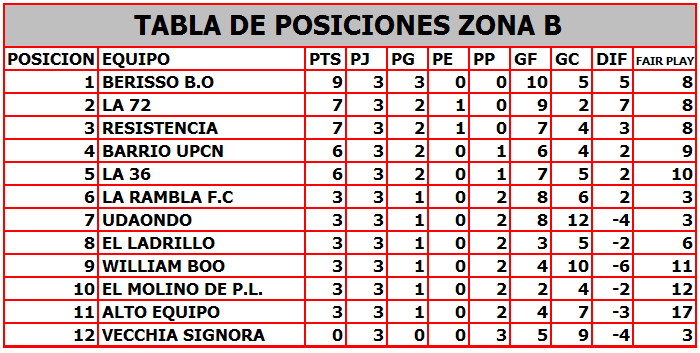 TABLA DE POSICIONES ZONA B
POSICION EQUIPO PTS PJ PG PE PP GF GC DIF FAIR PLAY
1 BERISSO B.O 9 3 3 0 0 10 5 5 8
2 LA 72 7 3 2 1 0 9 2 7 8
3 RESISTENCIA 7 3 2 1 0 7 4 3 8
4 BARRIO UPCN 6 3 2 0 1 6 4 2 9
5 LA 36 6 3 2 0 1 7 5 2 10
6 LA RAMBLA F.C 3 3 1 0 2 8 6 2 3
7 UDAONDO 3 3 1 0 2 8 12 -4 3
8 EL LADRILLO 3 3 1 0 2 3 5 -2 6
9 WILLIAM BOO 3 3 1 0 2 4 10 -6 11
10 EL MOLINO DE P.L. 3 3 1 0 2 2 4 -2 12
11 ALTO EQUIPO 3 3 1 0 2 4 7 -3 17
12 VECCHIA SIGNORA 0 3 0 0 3 5 9 -4 3